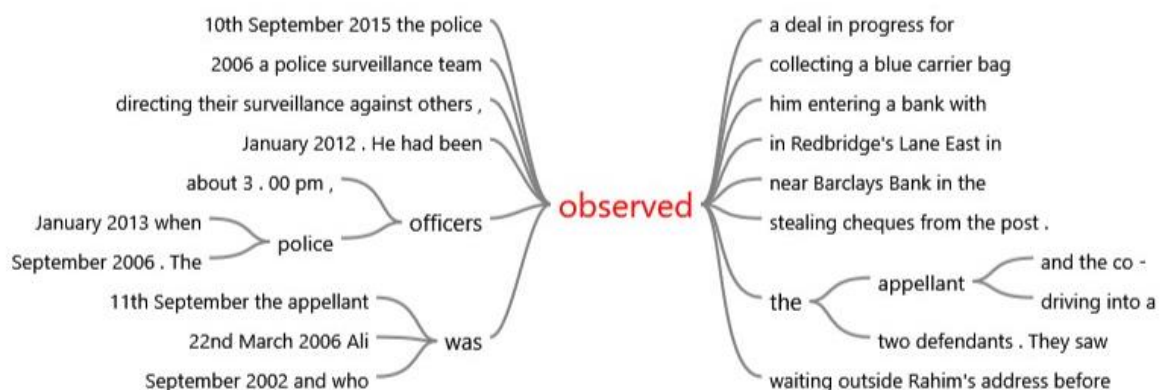 10th September 2015 the police
2006 a police surveillance team
directing their surveillance against others ,
January 2012 . He had been
about 3 . 00 pm ,
January 2013 when
police
September 2006 . The
officers
11th September the appellant
22nd March 2006 Ali
September 2002 and who
was
observed
a deal in progress for
collecting a blue carrier bag
him entering a bank with
in Redbridge's Lane East in
near Barclays Bank in the
stealing cheques from the post .
the
appellant
and the co -
driving into a
two defendants . They saw
waiting outside Rahim's address before